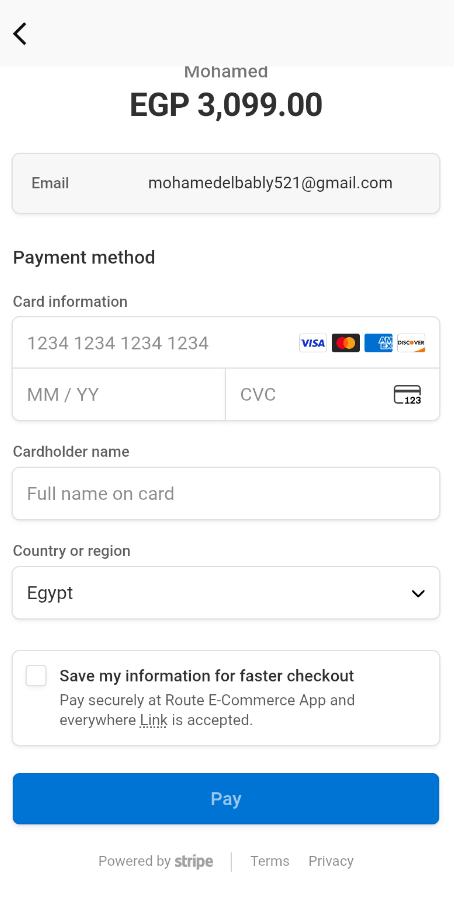 Mohamed
EGP 3,099.00
Email mohamedelbably521@gmail.com
Payment method
Card information
1234 1234 1234 1234 VISA AM EX DISCOVER
MM / YY CVC 123
Cardholder name
Full name on card
Country or region
Egypt
Save my information for faster checkout
Pay securely at Route E-Commerce App and
everywhere Link is accepted.
Pay
Powered by stripe Terms Privacy